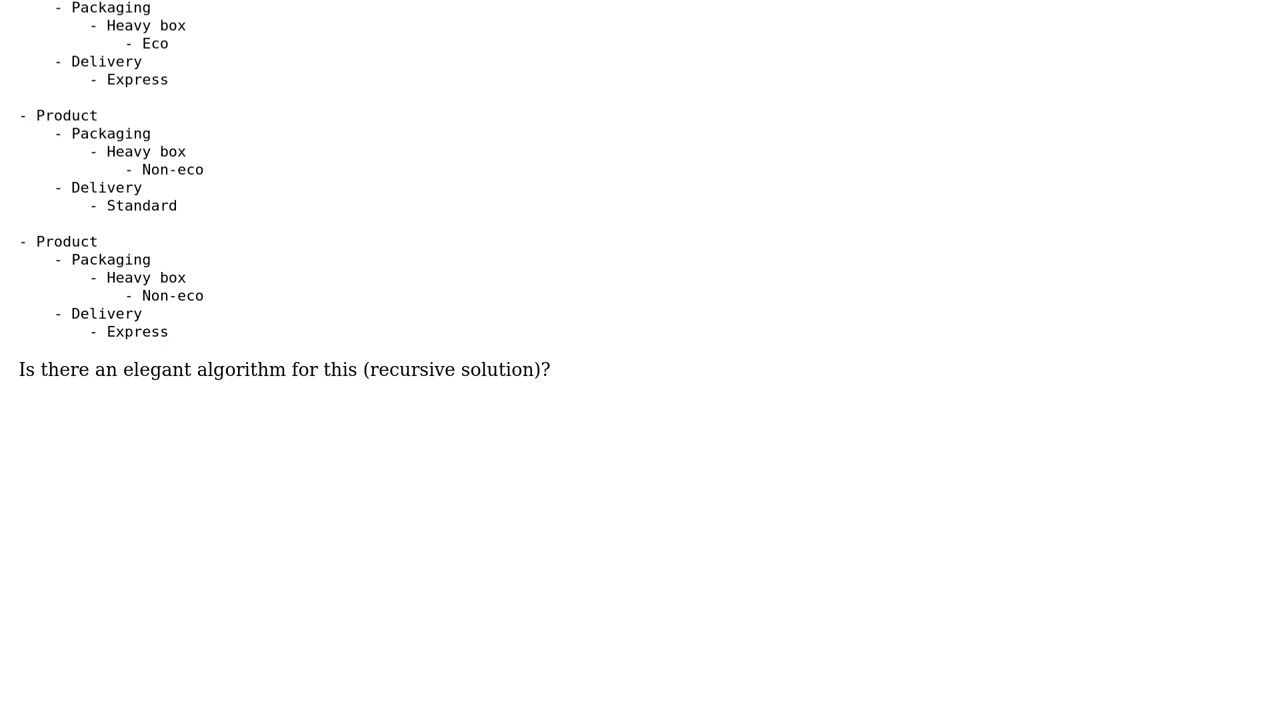 - Packaging
- Heavy box
- Eco
- Delivery
- Express
- Product
- Packaging
- Heavy box
- Non-eco
- Delivery
- Standard
- Product
- Packaging
- Heavy box
- Non-eco
- Delivery
- Express
Is there an elegant algorithm for this (recursive solution)?